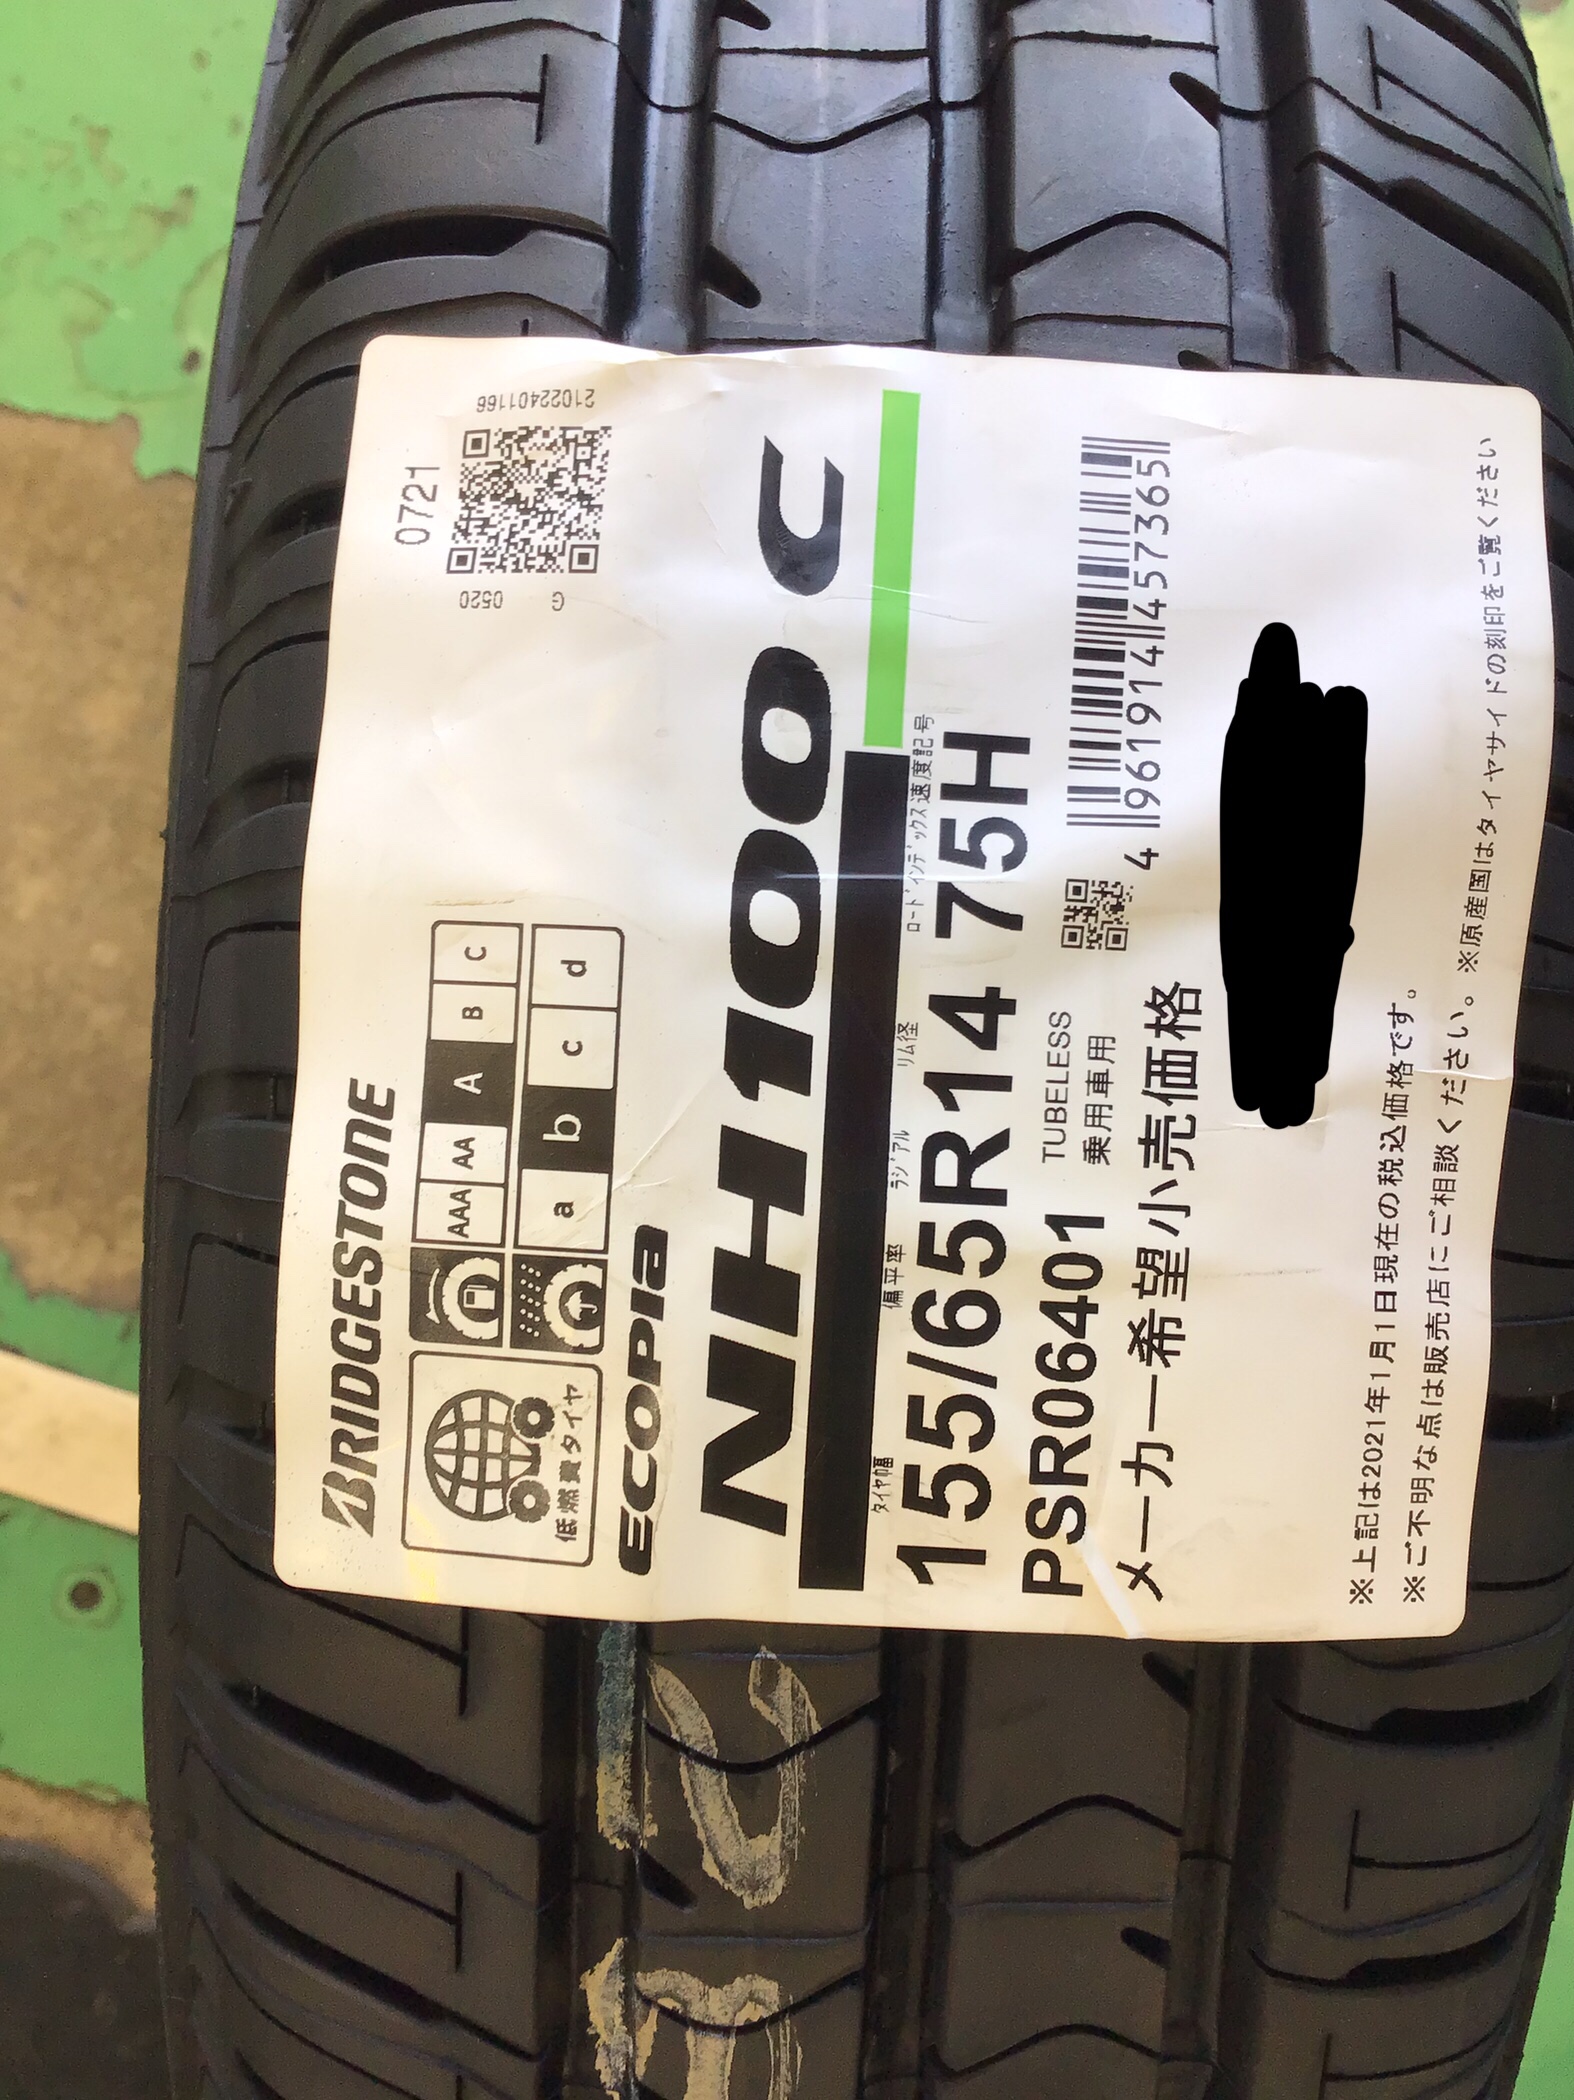 BRIDGESTONE
0721
21022401166
0520
G
AAA AA A B C
a b c d
低燃費タイヤ
ECOPIA
NH100 C
タイヤ幅 偏平率 ラジアル リム径 ロードインデックス 速度記号
155/65R14 75H
PSR06401
TUBELESS
乗用車用
4 961914 457365
メーカー希望小売価格
※上記は2021年1月1日現在の税込価格です。
※ご不明な点は販売店にご相談ください。※原産国はタイヤサイドの刻印をご覧ください